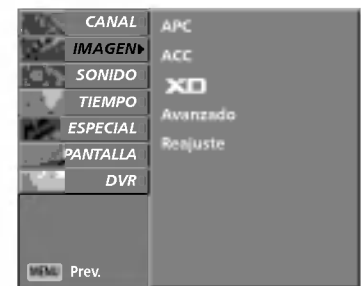 CANAL
IMAGEN
SONIDO
TIEMPO
ESPECIAL
PANTALLA
DVR
MENU Prev.
APC
ACC
XD
Avanzado
Reajuste